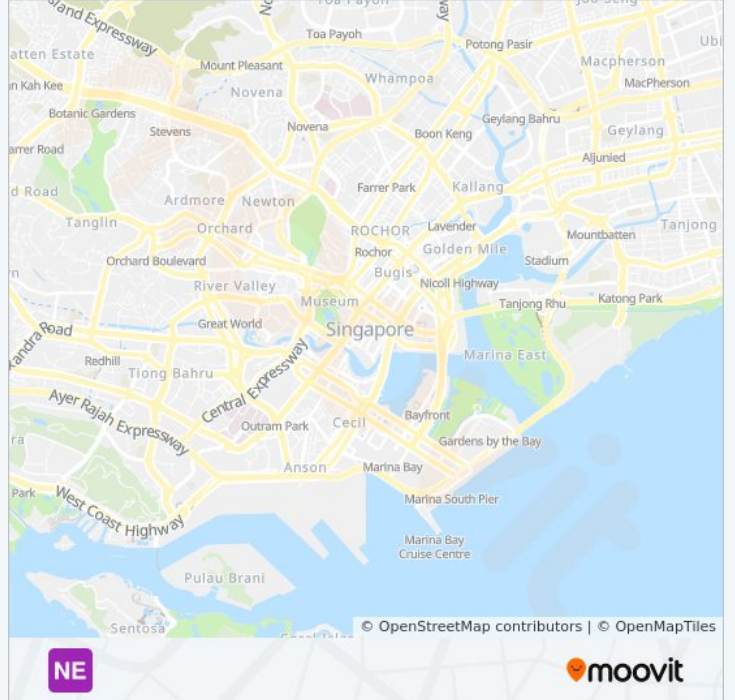 sland Expressway
No
Toa Payoh
way
Joo Seng
Toa Payoh
Potong Pasir
Ubi
atten Estate
Mount Pleasant
Macpherson
Whampoa
n Kah Kee
MacPherson
Novena
Botanic Gardens
Geylang Bahru
Stevens
Novena
Boon Keng
Geylang
arrer Road
Aljunied
d Road
Farrer Park
Kallang
Ardmore
Newton
Tanglin
Orchard
ROCHOR
Lavender
Tanjong
Mountbatten
Rochor
Golden Mile
Orchard Boulevard
Stadium
Bugis
rn
River Valley
Nicoll Highway
Museum
Tanjong Rhu
Katong Park
Great World
Singapore
xandra Road
Marina East
Redhill
Tiong Bahru
Central Expressway
Ayer Rajah Expressway
Bayfront
Outram Park
Cecil
ra
Gardens by the Bay
Anson
Marina Bay
Park
West Coast Highway
Marina South Pier
Marina Bay
Cruise Centre
Pulau Brani
Sentosa
© OpenStreetMap contributors | © OpenMapTiles
NE
moovit